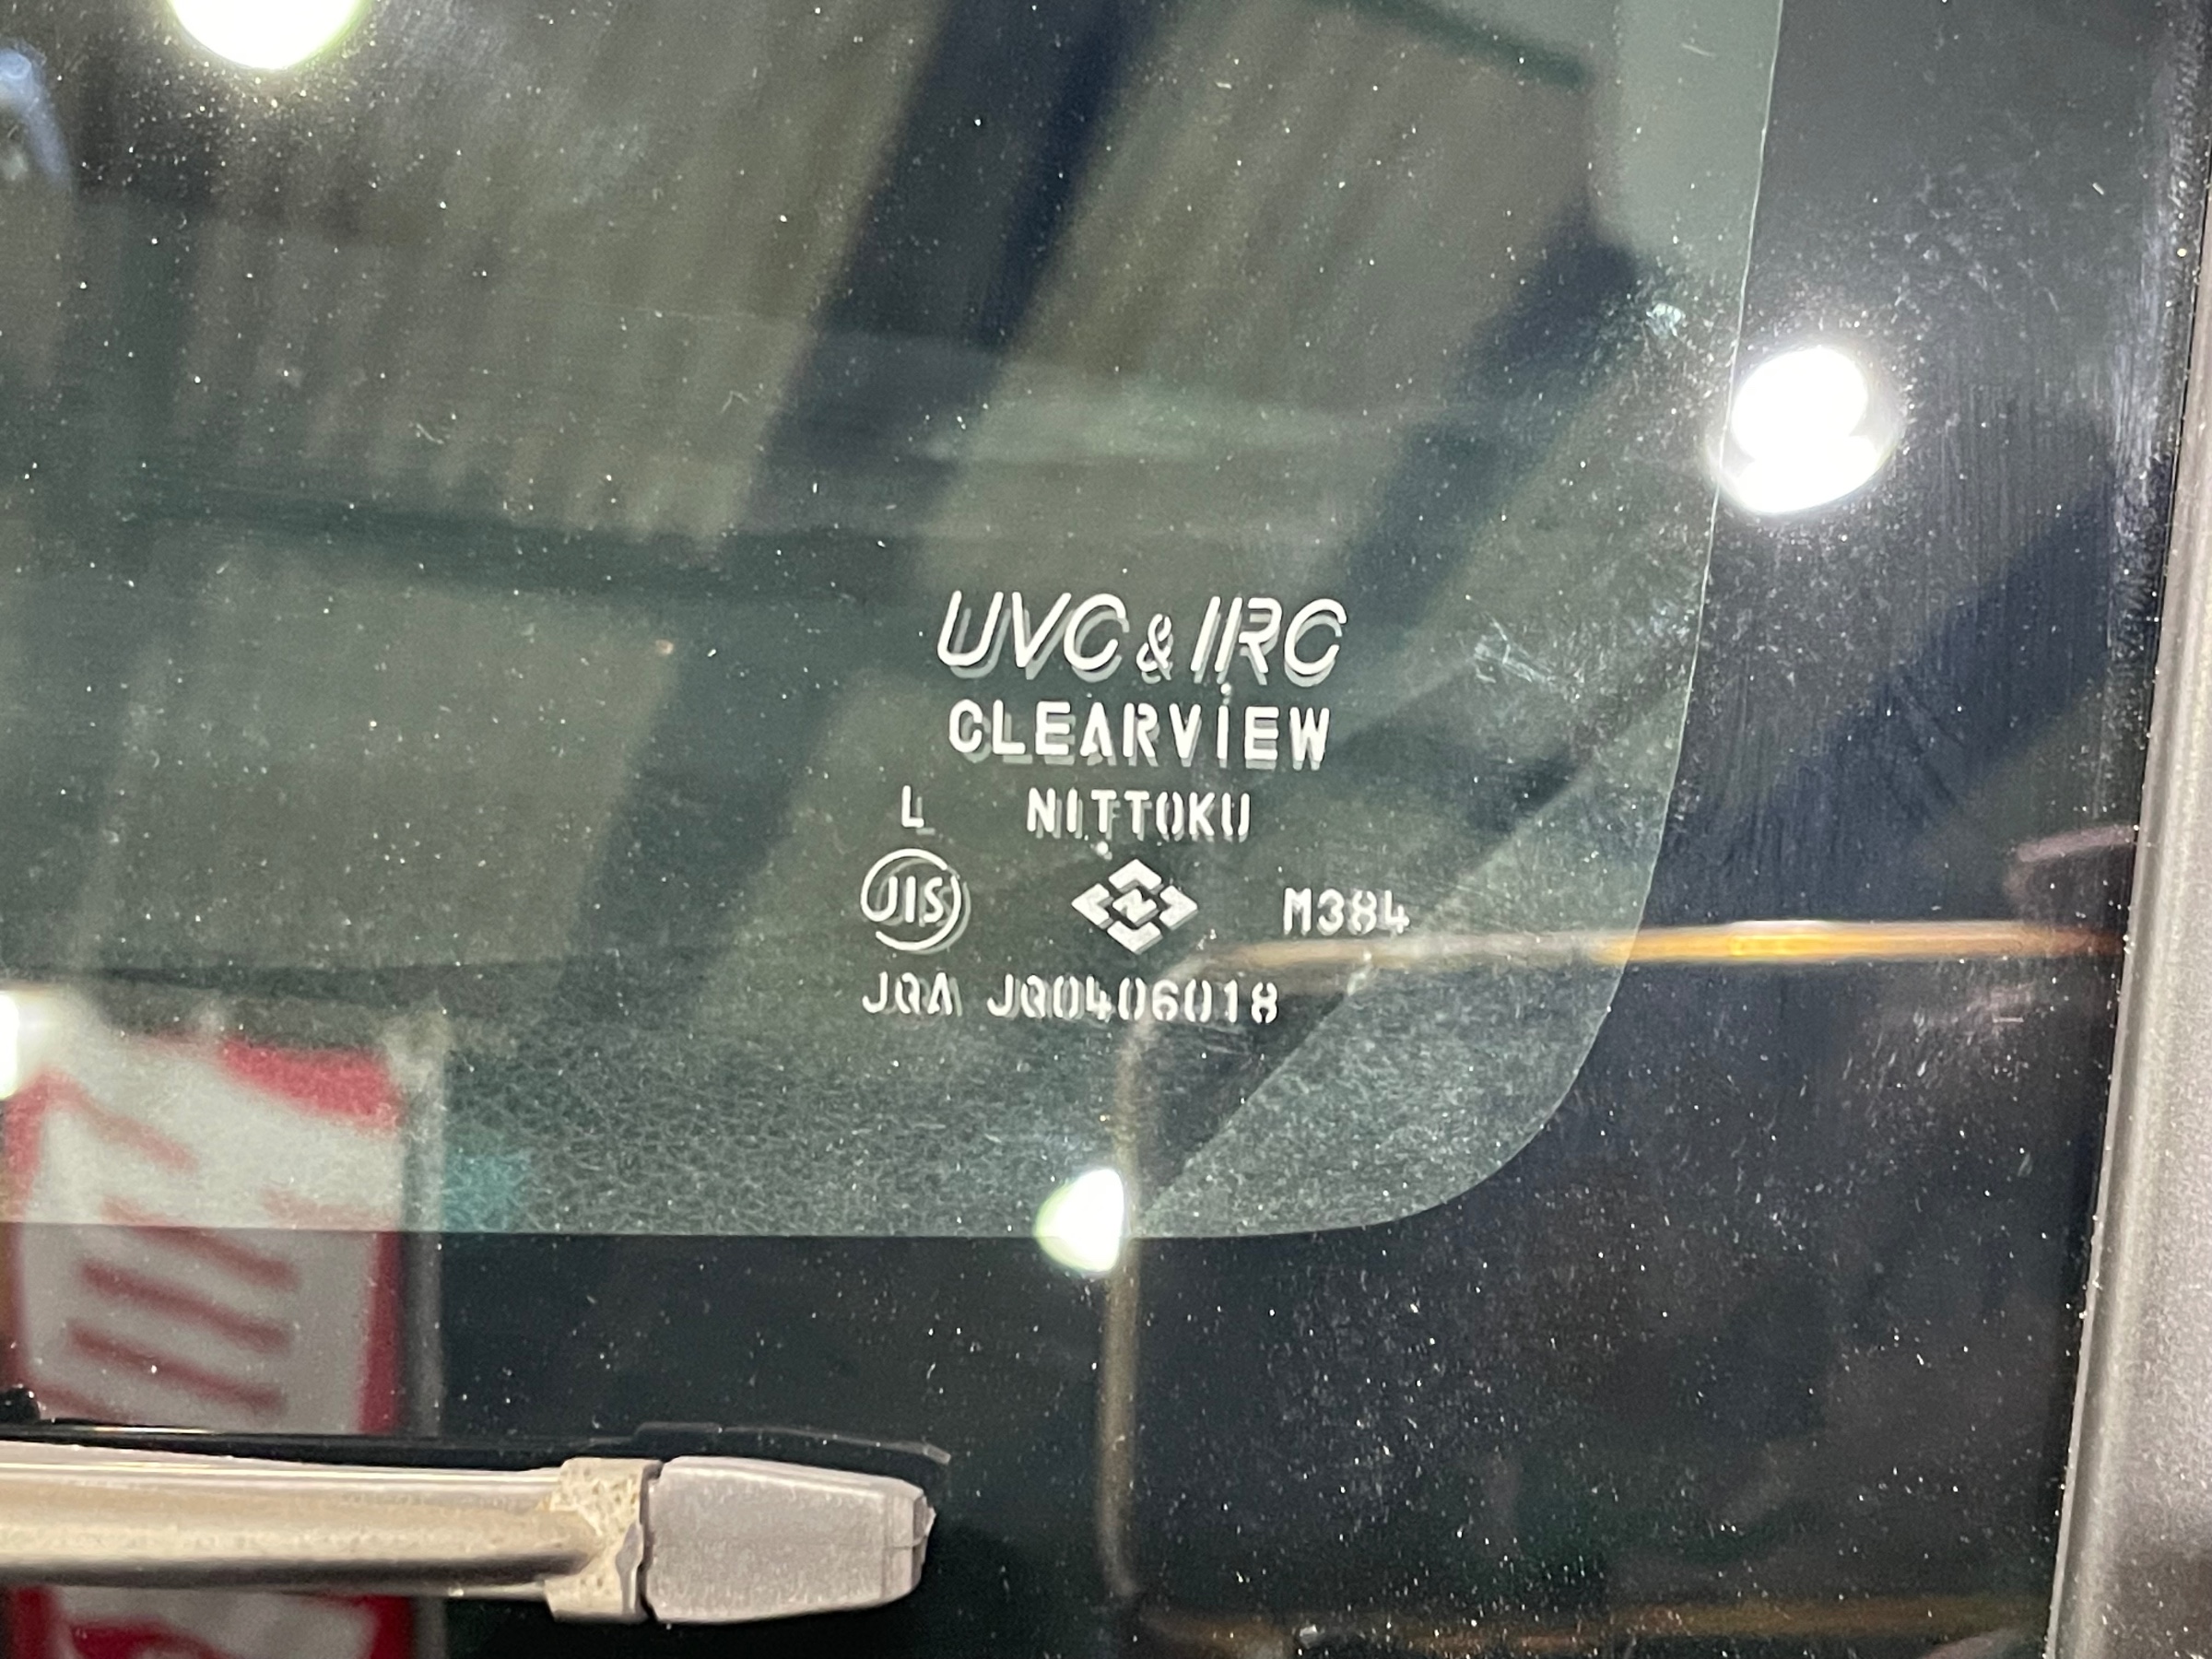 UVC & IRC
CLEARVIEW
L NITTOKU
JIS M384
JQA JQ0406018